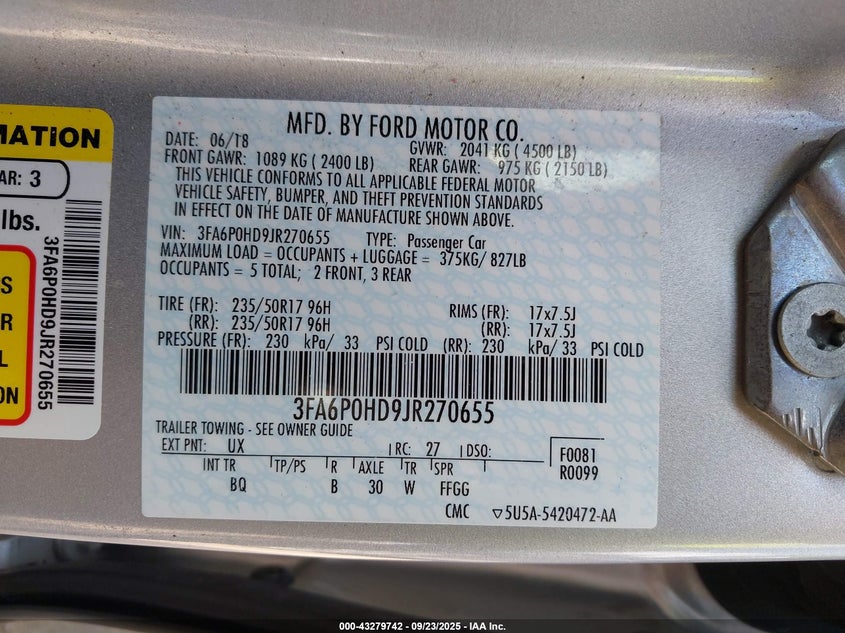 MATION
AR: 3
lbs.
S
R
L
ON
3FA6P0HD9JR270655
MFD. BY FORD MOTOR CO.
DATE: 06/18 GVWR: 2041 KG ( 4500 LB)
FRONT GAWR: 1089 KG ( 2400 LB) REAR GAWR: 975 KG ( 2150 LB)
THIS VEHICLE CONFORMS TO ALL APPLICABLE FEDERAL MOTOR
VEHICLE SAFETY, BUMPER, AND THEFT PREVENTION STANDARDS
IN EFFECT ON THE DATE OF MANUFACTURE SHOWN ABOVE.
VIN: 3FA6P0HD9JR270655 TYPE: Passenger Car
MAXIMUM LOAD = OCCUPANTS + LUGGAGE = 375KG/ 827LB
OCCUPANTS = 5 TOTAL; 2 FRONT, 3 REAR
TIRE (FR): 235/50R17 96H RIMS (FR): 17x7.5J
(RR): 235/50R17 96H (RR): 17x7.5J
PRESSURE (FR): 230 kPa/ 33 PSI COLD (RR): 230 kPa/ 33 PSI COLD
3FA6P0HD9JR270655
TRAILER TOWING - SEE OWNER GUIDE
EXT PNT: UX RC: 27 DSO: F0081
R0099
INT TR TP/PS R AXLE TR SPR
BQ B 30 W FFGG
CMC ▽5U5A-5420472-AA
000-43279742 - 09/23/2025 - IAA Inc.